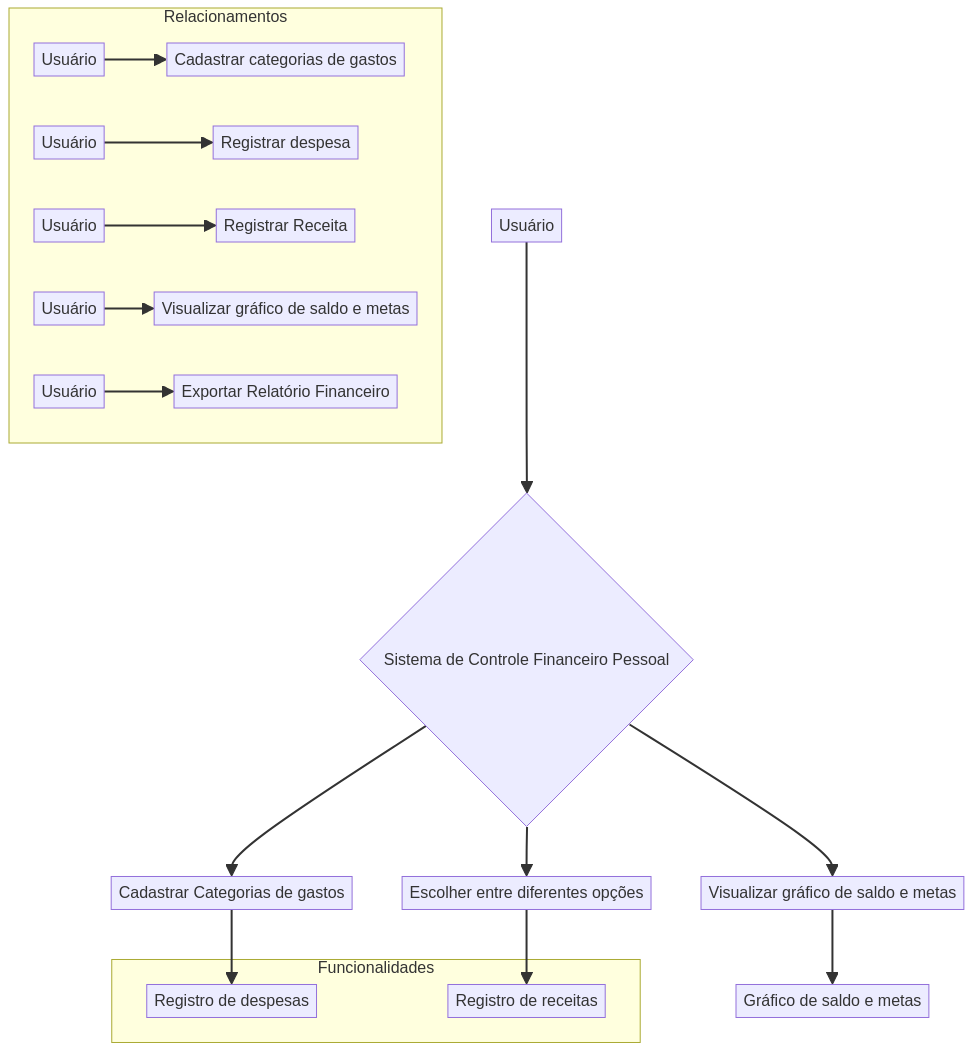 Relacionamentos
Usuário
Cadastrar categorias de gastos
Usuário
Registrar despesa
Usuário
Registrar Receita
Usuário
Visualizar gráfico de saldo e metas
Usuário
Exportar Relatório Financeiro
Usuário
Sistema de Controle Financeiro Pessoal
Cadastrar Categorias de gastos
Escolher entre diferentes opções
Visualizar gráfico de saldo e metas
Funcionalidades
Registro de despesas
Registro de receitas
Gráfico de saldo e metas